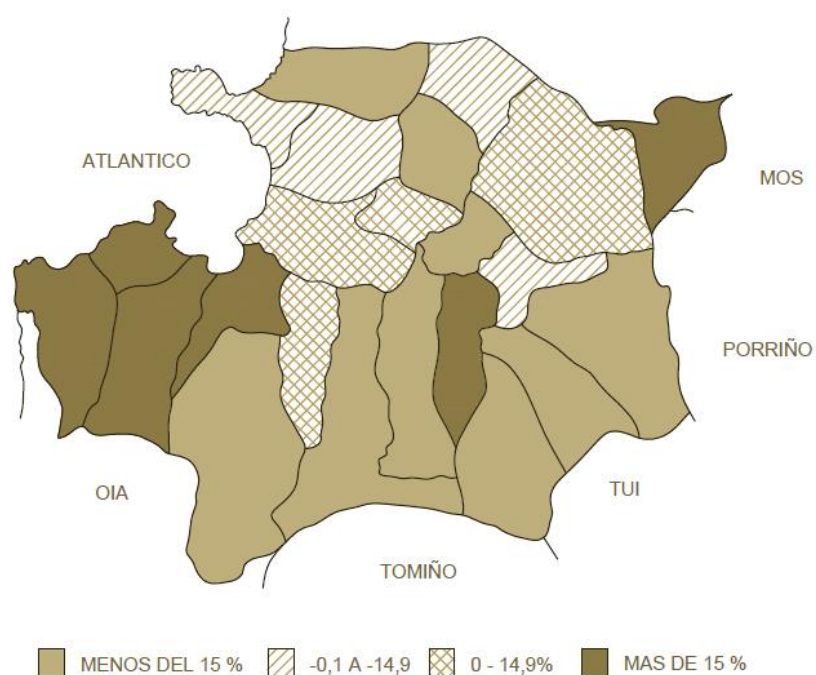 ATLANTICO
MOS
PORRIÑO
OIA
TUI
TOMIÑO
MENOS DEL 15 %
-0,1 A -14,9
0 - 14,9%
MAS DE 15 %